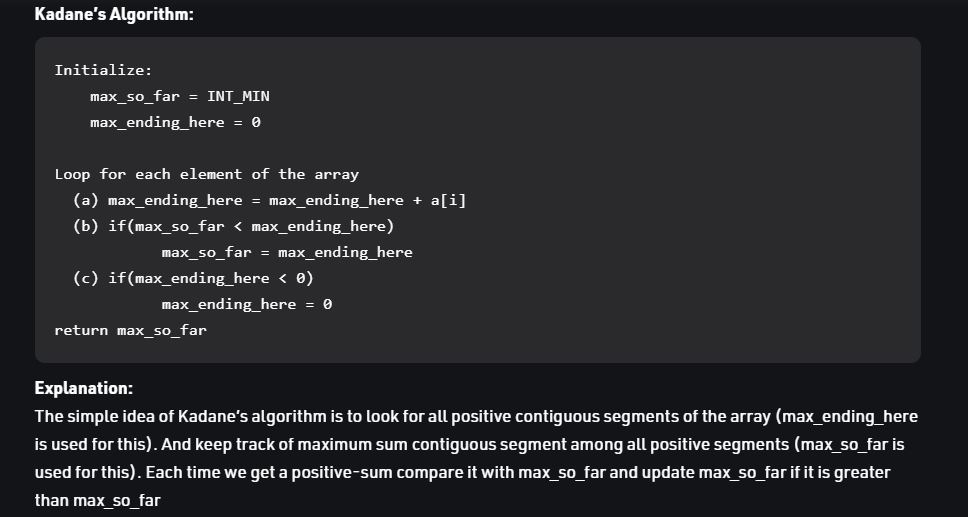 Kadane's Algorithm:
Initialize:
    max_so_far = INT_MIN
    max_ending_here = 0
Loop for each element of the array
  (a) max_ending_here = max_ending_here + a[i]
  (b) if(max_so_far < max_ending_here)
            max_so_far = max_ending_here
  (c) if(max_ending_here < 0)
            max_ending_here = 0
return max_so_far
Explanation:
The simple idea of Kadane's algorithm is to look for all positive contiguous segments of the array (max_ending_here
is used for this). And keep track of maximum sum contiguous segment among all positive segments (max_so_far is
used for this). Each time we get a positive-sum compare it with max_so_far and update max_so_far if it is greater
than max_so_far